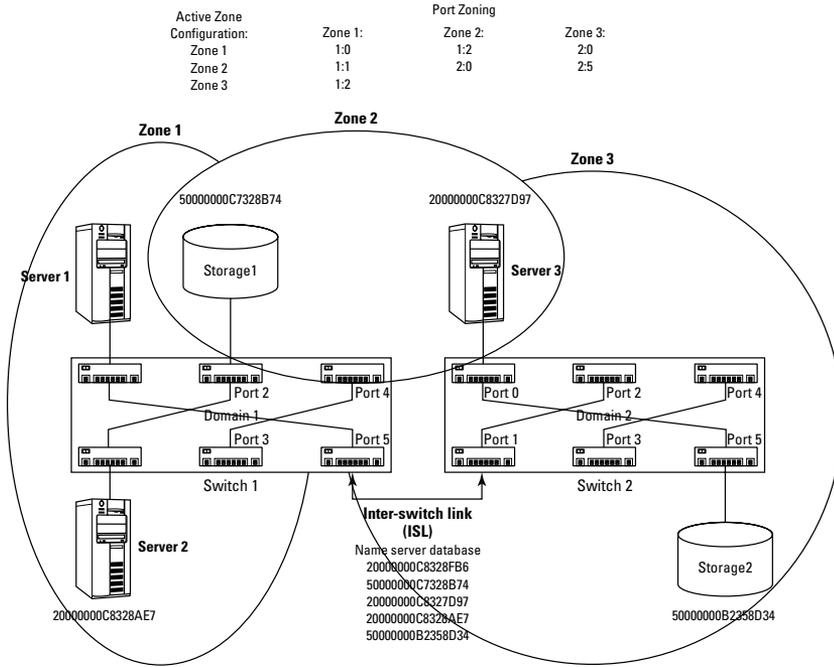 Active Zone
Configuration:
Zone 1
Zone 2
Zone 3
Port Zoning
Zone 1:
1:0
1:1
1:2
Zone 2:
1:2
2:0
Zone 3:
2:0
2:5
Zone 1
Zone 2
Zone 3
50000000C7328B74
20000000C8327D97
Server 1
Storage1
Server 3
Port 2
Port 4
Domain 1
Port 3
Port 5
Switch 1
Port 0
Port 2
Port 4
Domain 2
Port 1
Port 3
Port 5
Switch 2
Server 2
20000000C8328AE7
Inter-switch link
(ISL)
Name server database
20000000C8328FB6
50000000C7328B74
20000000C8327D97
20000000C8328AE7
50000000B2358D34
Storage2
50000000B2358D34